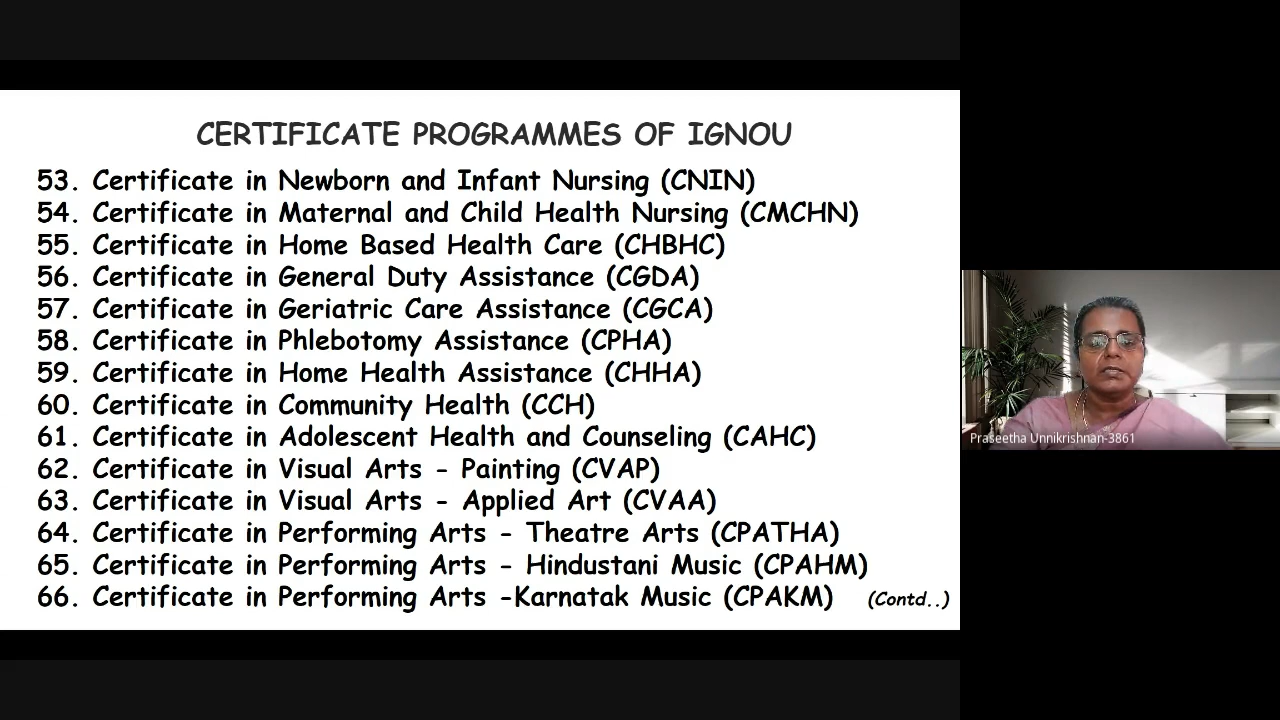 CERTIFICATE PROGRAMMES OF IGNOU
53. Certificate in Newborn and Infant Nursing (CNIN)
54. Certificate in Maternal and Child Health Nursing (CMCHN)
55. Certificate in Home Based Health Care (CHBHC)
56. Certificate in General Duty Assistance (CGDA)
57. Certificate in Geriatric Care Assistance (CGCA)
58. Certificate in Phlebotomy Assistance (CPHA)
59. Certificate in Home Health Assistance (CHHA)
60. Certificate in Community Health (CCH)
61. Certificate in Adolescent Health and Counseling (CAHC)
62. Certificate in Visual Arts - Painting (CVAP)
63. Certificate in Visual Arts - Applied Art (CVAA)
64. Certificate in Performing Arts - Theatre Arts (CPATHA)
65. Certificate in Performing Arts - Hindustani Music (CPAHM)
66. Certificate in Performing Arts -Karnatak Music (CPAKM) (Contd..)
Praseetha Unnikrishnan-3861